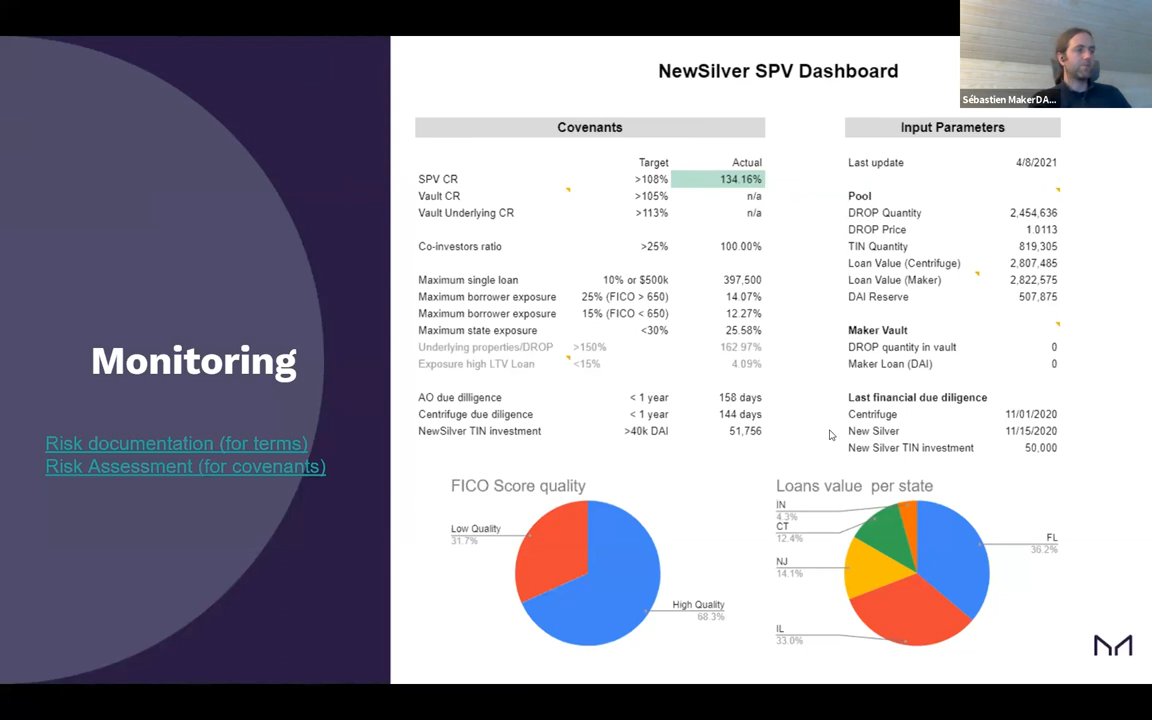 NewSilver SPV Dashboard
Sébastien MakerDA...
Monitoring
Risk documentation (for terms)
Risk Assessment (for covenants)
Covenants
Target Actual
SPV CR >108% 134.16%
Vault CR >105% n/a
Vault Underlying CR >113% n/a
Co-investors ratio >25% 100.00%
Maximum single loan 10% or $500k 397,500
Maximum borrower exposure 25% (FICO > 650) 14.07%
Maximum borrower exposure 15% (FICO < 650) 12.27%
Maximum state exposure <30% 25.58%
Underlying properties/DROP >150% 162.97%
Exposure high LTV Loan <15% 4.09%
AO due dilligence < 1 year 158 days
Centrifuge due diligence < 1 year 144 days
NewSilver TIN investment >40k DAI 51,756
Input Parameters
Last update 4/8/2021
Pool
DROP Quantity 2,454,636
DROP Price 1.0113
TIN Quantity 819,305
Loan Value (Centrifuge) 2,807,485
Loan Value (Maker) 2,822,575
DAI Reserve 507,875
Maker Vault
DROP quantity in vault 0
Maker Loan (DAI) 0
Last financial due diligence
Centrifuge 11/01/2020
New Silver 11/15/2020
New Silver TIN investment 50,000
FICO Score quality
Low Quality
31.7%
High Quality
68.3%
Loans value per state
IN
4.3%
CT
12.4%
NJ
14.1%
IL
33.0%
FL
36.2%